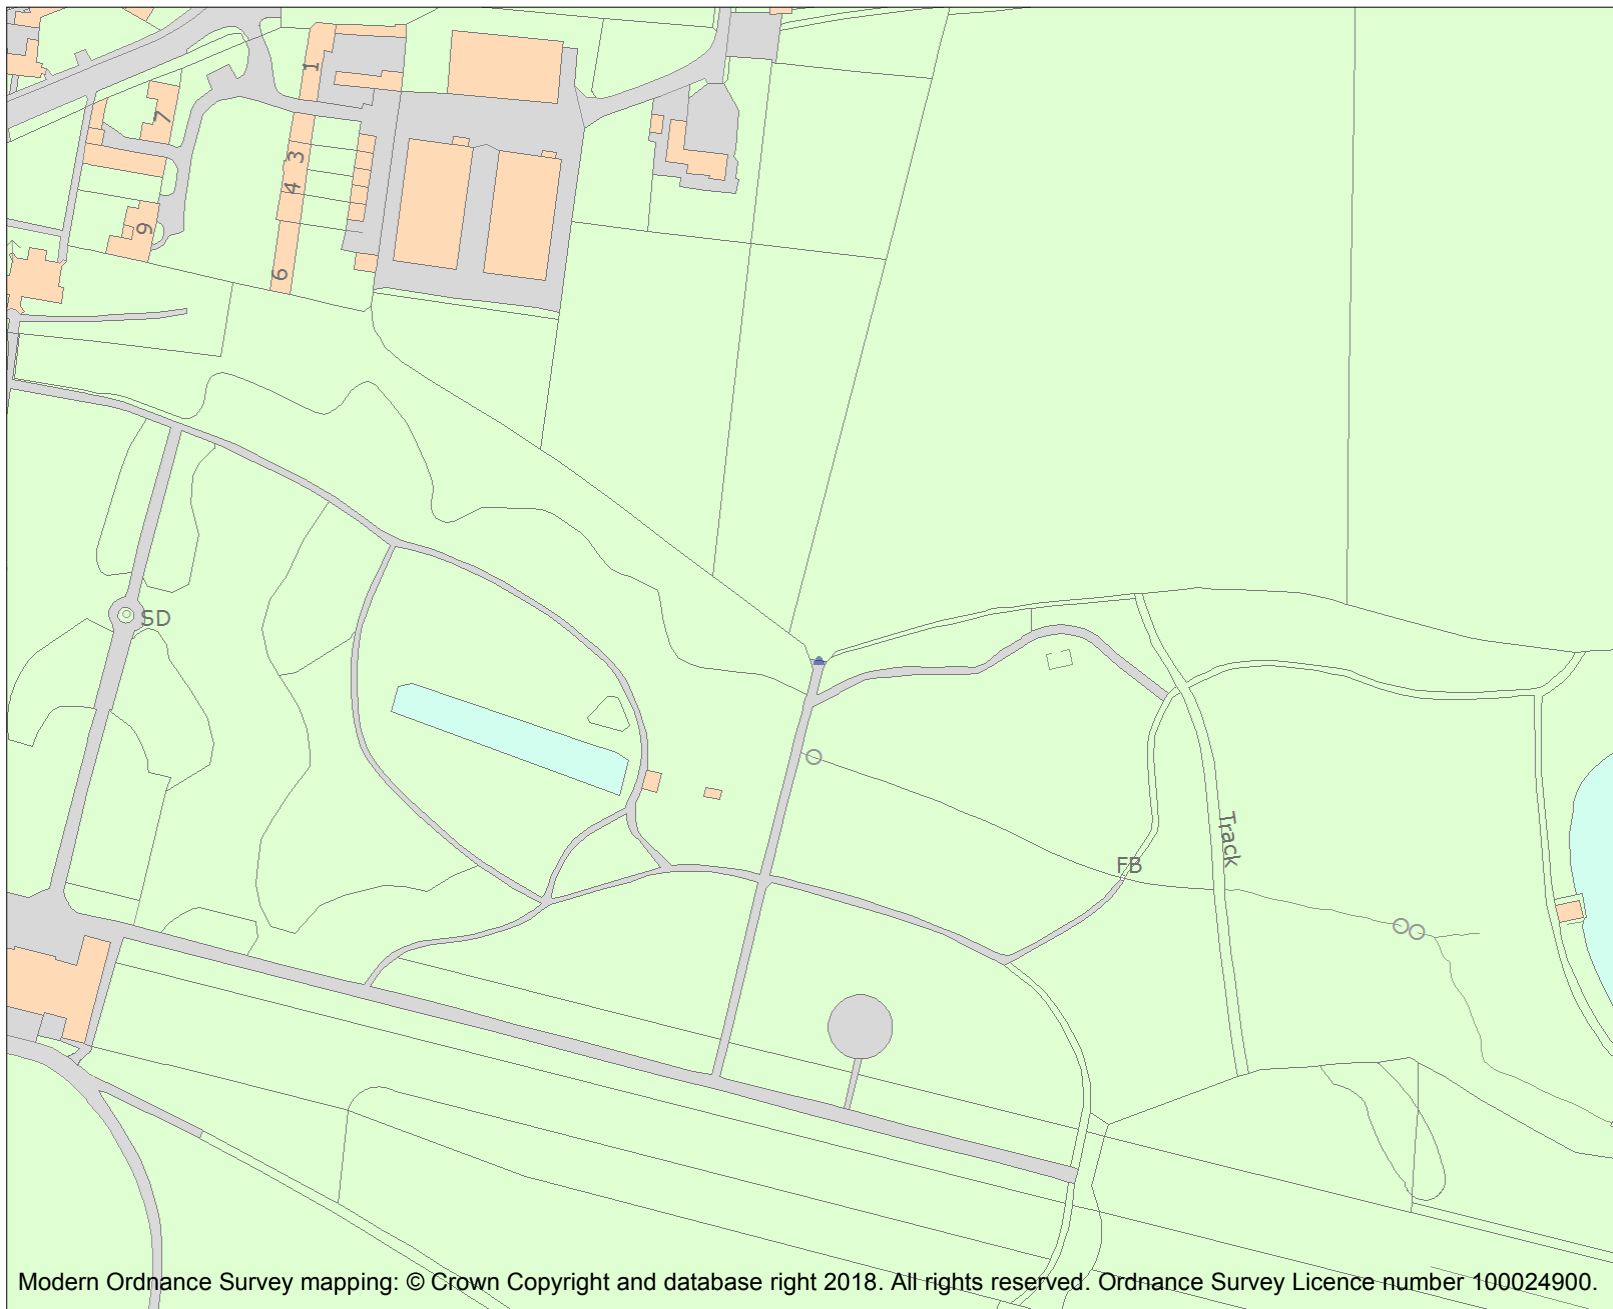 1
7
3
4
9
6
SD
Track
FB
Modern Ordnance Survey mapping: © Crown Copyright and database right 2018. All rights reserved. Ordnance Survey Licence number 100024900.